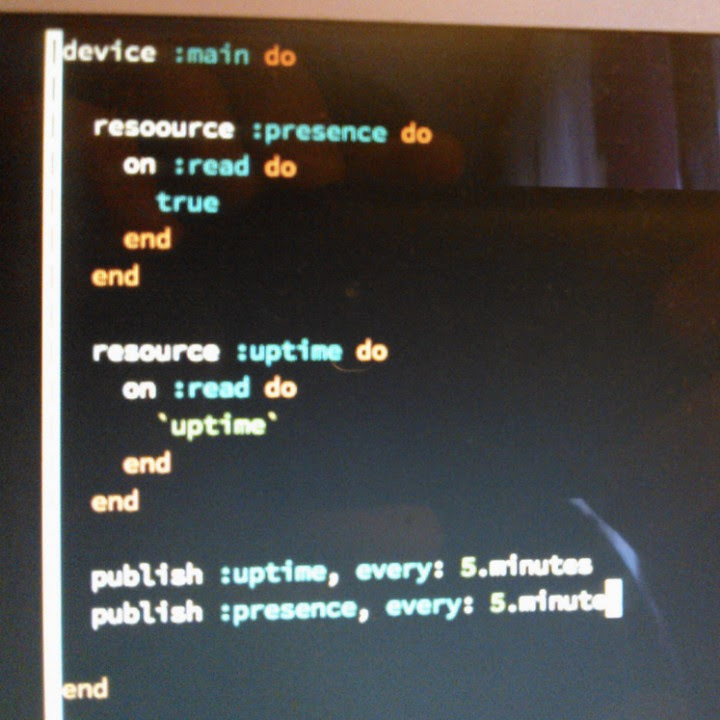 device :main do
resoource :presence do
on :read do
true
end
end
resource :uptime do
on :read do
`uptime`
end
end
publish :uptime, every: 5.minutes
publish :presence, every: 5.minute
end